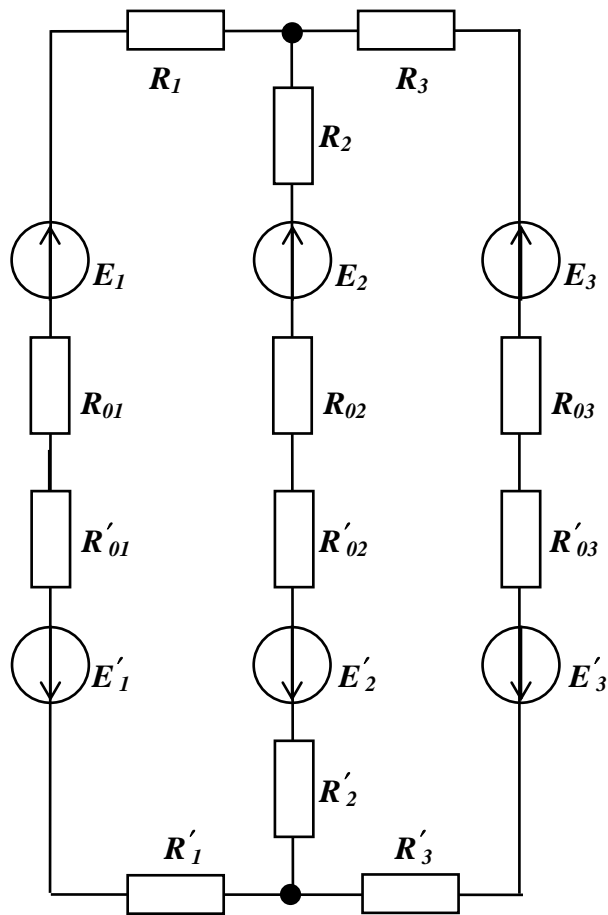 R₁ R₃
R₂
E₁ E₂ E₃
R₀₁ R₀₂ R₀₃
R′₀₁ R′₀₂ R′₀₃
E′₁ E′₂ E′₃
R′₂
R′₁ R′₃